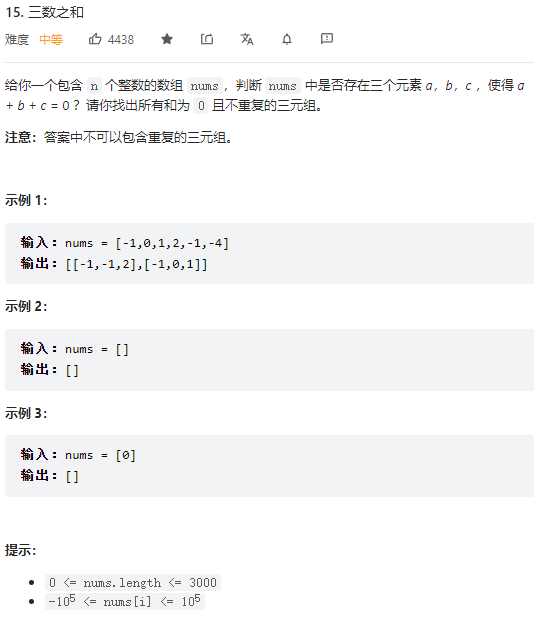 15. 三数之和
难度 中等 4438
给你一个包含 n 个整数的数组 nums ，判断 nums 中是否存在三个元素 a，b，c ，使得 a
+ b + c = 0 ？请你找出所有和为 0 且不重复的三元组。
注意：答案中不可以包含重复的三元组。
示例 1：
输入：nums = [-1,0,1,2,-1,-4]
输出：[[-1,-1,2],[-1,0,1]]
示例 2：
输入：nums = []
输出：[]
示例 3：
输入：nums = [0]
输出：[]
提示：
0 <= nums.length <= 3000
-10⁵ <= nums[i] <= 10⁵